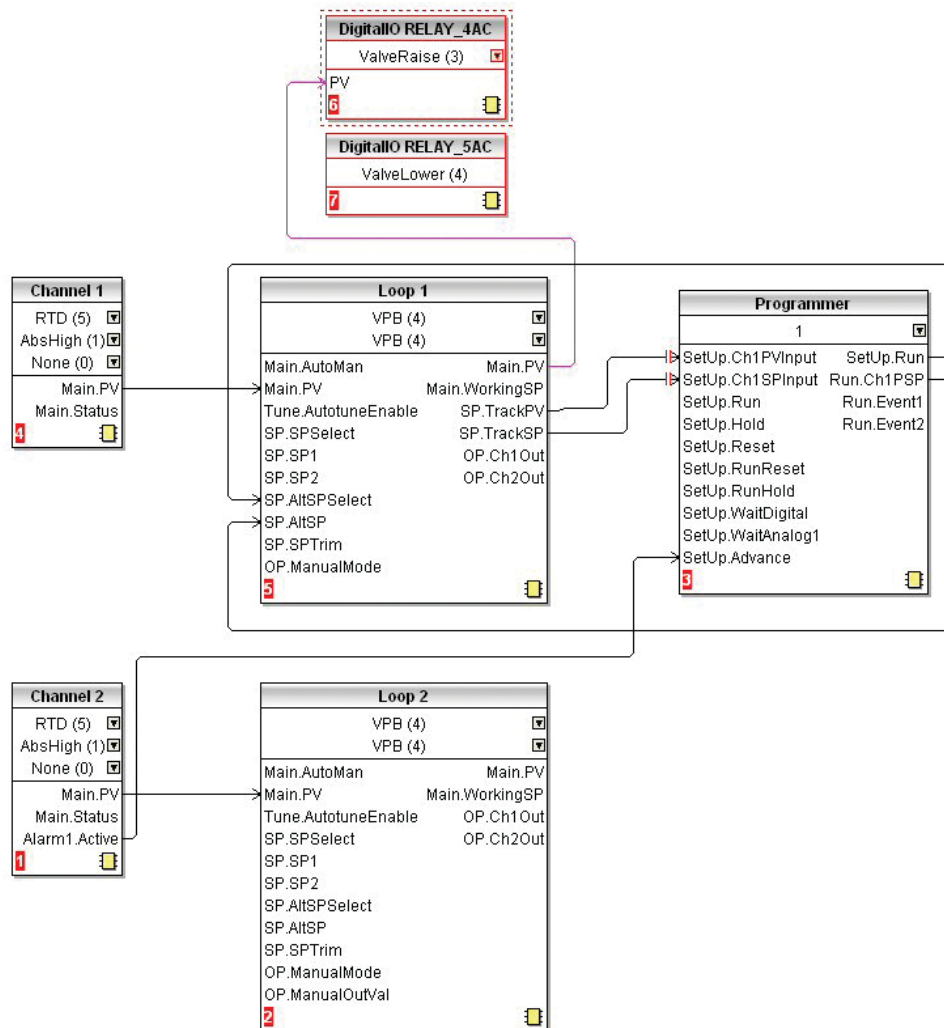 DigitalIO RELAY_4AC
ValveRaise (3)
PV
6
DigitalIO RELAY_5AC
ValveLower (4)
7
Channel 1
RTD (5)
AbsHigh (1)
None (0)
Main.PV
Main.Status
4
Loop 1
VPB (4)
VPB (4)
Main.AutoMan Main.PV
Main.PV Main.WorkingSP
Tune.AutotuneEnable SP.TrackPV
SP.SPSelect SP.TrackSP
SP.SP1 OP.Ch1Out
SP.SP2 OP.Ch2Out
SP.AltSPSelect
SP.AltSP
SP.SPTrim
OP.ManualMode
5
Programmer
1
SetUp.Ch1PVInput SetUp.Run
SetUp.Ch1SPInput Run.Ch1PSP
SetUp.Run Run.Event1
SetUp.Hold Run.Event2
SetUp.Reset
SetUp.RunReset
SetUp.RunHold
SetUp.WaitDigital
SetUp.WaitAnalog1
SetUp.Advance
3
Channel 2
RTD (5)
AbsHigh (1)
None (0)
Main.PV
Main.Status
Alarm1.Active
1
Loop 2
VPB (4)
VPB (4)
Main.AutoMan Main.PV
Main.PV Main.WorkingSP
Tune.AutotuneEnable OP.Ch1Out
SP.SPSelect OP.Ch2Out
SP.SP1
SP.SP2
SP.AltSPSelect
SP.AltSP
SP.SPTrim
OP.ManualMode
OP.ManualOutVal
2